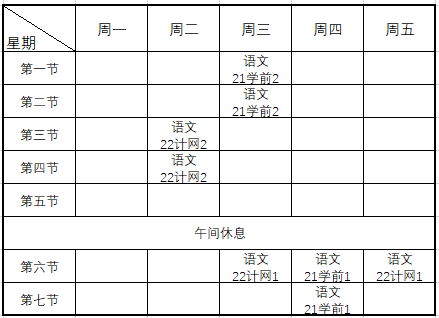 周一 周二 周三 周四 周五
星期
第一节 语文 21学前2
第二节 语文 21学前2
第三节 语文 22计网2
第四节 语文 22计网2
第五节
午间休息
第六节 语文 22计网1 语文 21学前1 语文 22计网1
第七节 语文 21学前1